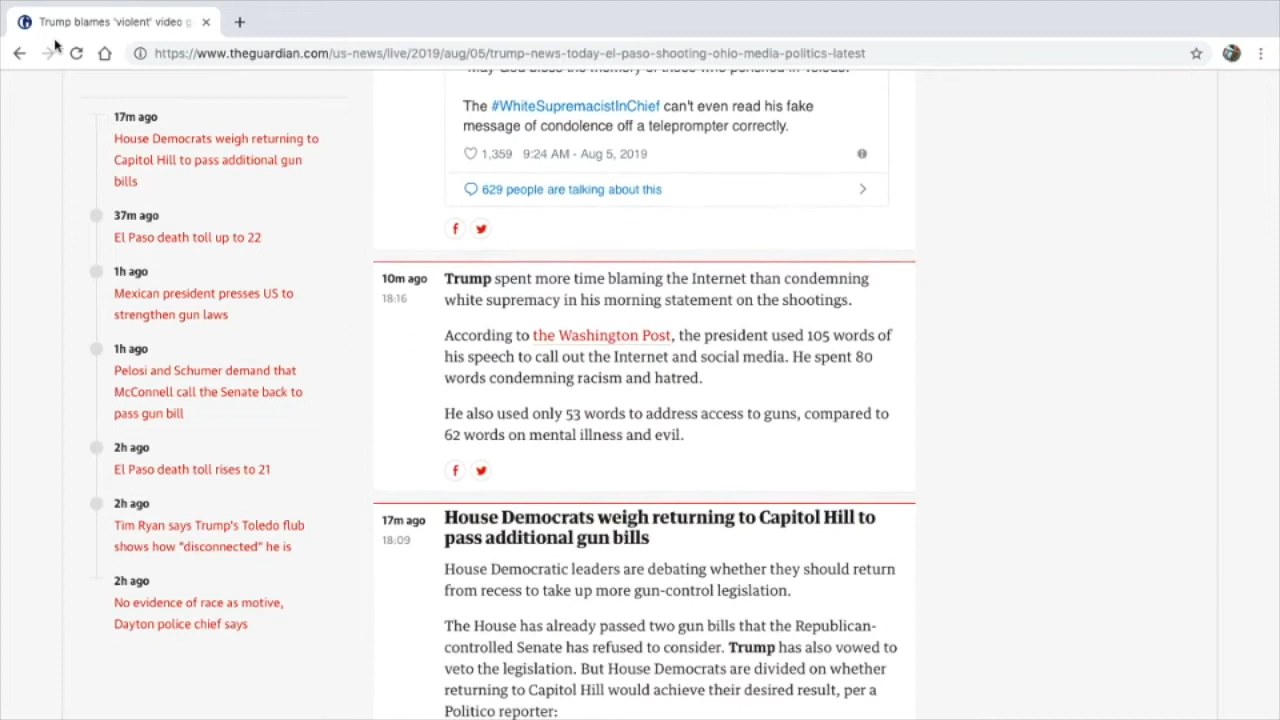 Trump blames 'violent' video g
https://www.theguardian.com/us-news/live/2019/aug/05/trump-news-today-el-paso-shooting-ohio-media-politics-latest
17m ago
House Democrats weigh returning to
Capitol Hill to pass additional gun
bills
37m ago
El Paso death toll up to 22
1h ago
Mexican president presses US to
strengthen gun laws
1h ago
Pelosi and Schumer demand that
McConnell call the Senate back to
pass gun bill
2h ago
El Paso death toll rises to 21
2h ago
Tim Ryan says Trump's Toledo flub
shows how "disconnected" he is
2h ago
No evidence of race as motive,
Dayton police chief says
"May God bless the memory of those who perished in Toledo."
The #WhiteSupremacistInChief can't even read his fake
message of condolence off a teleprompter correctly.
1,359 9:24 AM - Aug 5, 2019
629 people are talking about this
10m ago
18:16
Trump spent more time blaming the Internet than condemning
white supremacy in his morning statement on the shootings.
According to the Washington Post, the president used 105 words of
his speech to call out the Internet and social media. He spent 80
words condemning racism and hatred.
He also used only 53 words to address access to guns, compared to
62 words on mental illness and evil.
17m ago
18:09
House Democrats weigh returning to Capitol Hill to
pass additional gun bills
House Democratic leaders are debating whether they should return
from recess to take up more gun-control legislation.
The House has already passed two gun bills that the Republican-
controlled Senate has refused to consider. Trump has also vowed to
veto the legislation. But House Democrats are divided on whether
returning to Capitol Hill would achieve their desired result, per a
Politico reporter: